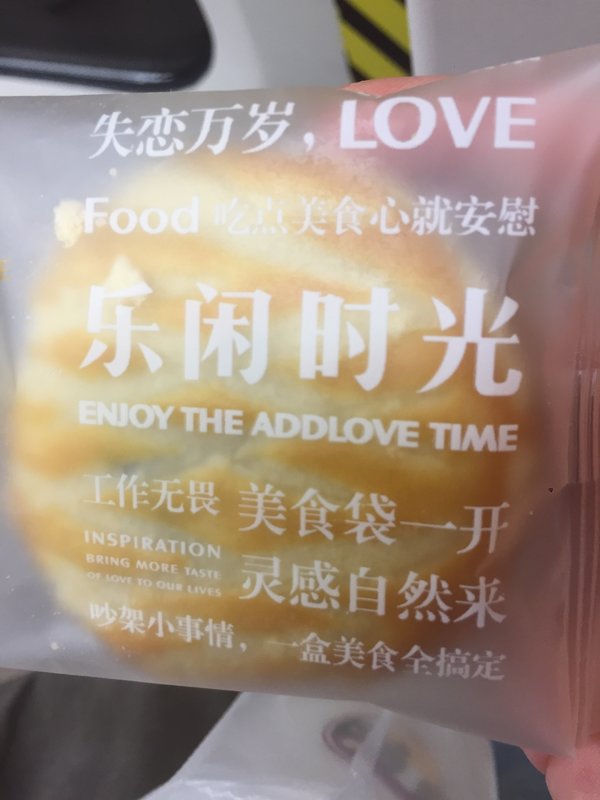 失恋万岁，LOVE
Food 吃点美食心就安慰
乐闲时光
ENJOY THE ADDLOVE TIME
工作无畏 美食袋一开
INSPIRATION
BRING MORE TASTE
OF LOVE TO OUR LIVES
灵感自然来
吵架小事情，一盒美食全搞定